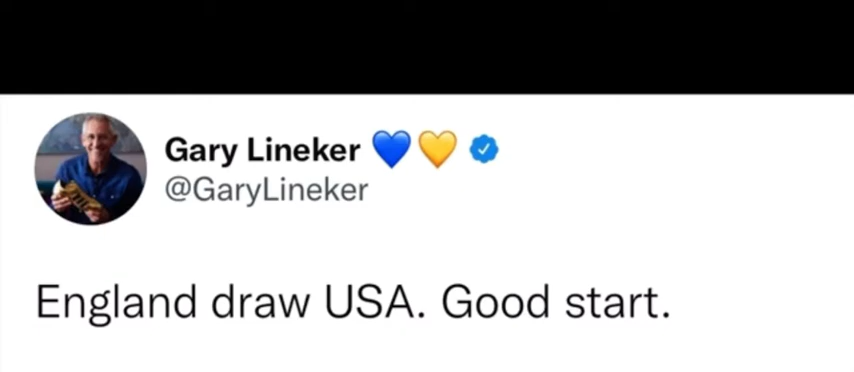 Gary Lineker 💙💛
@GaryLineker
England draw USA. Good start.